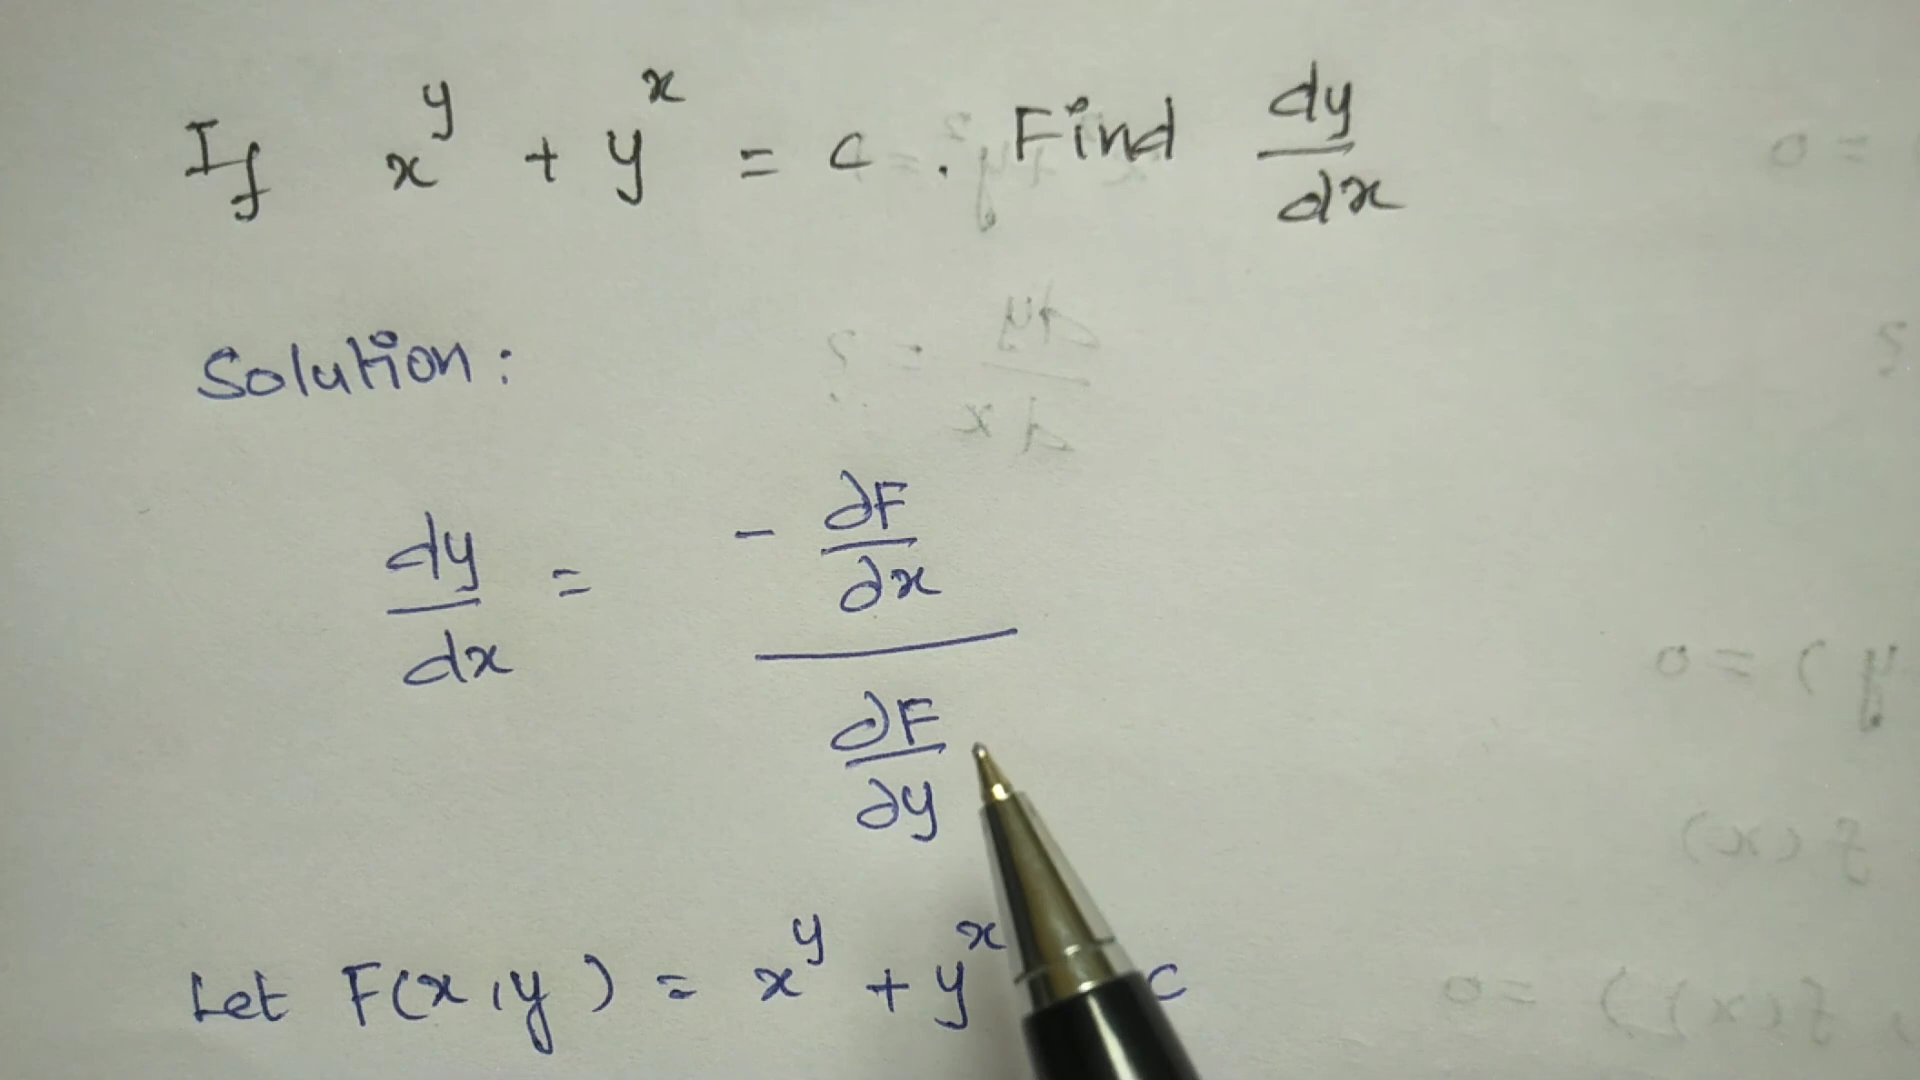 If x^y + y^x = c . Find dy/dx
Solution :
dy/dx = - ∂F/∂x / ∂F/∂y
Let F(x,y) = x^y + y^x c